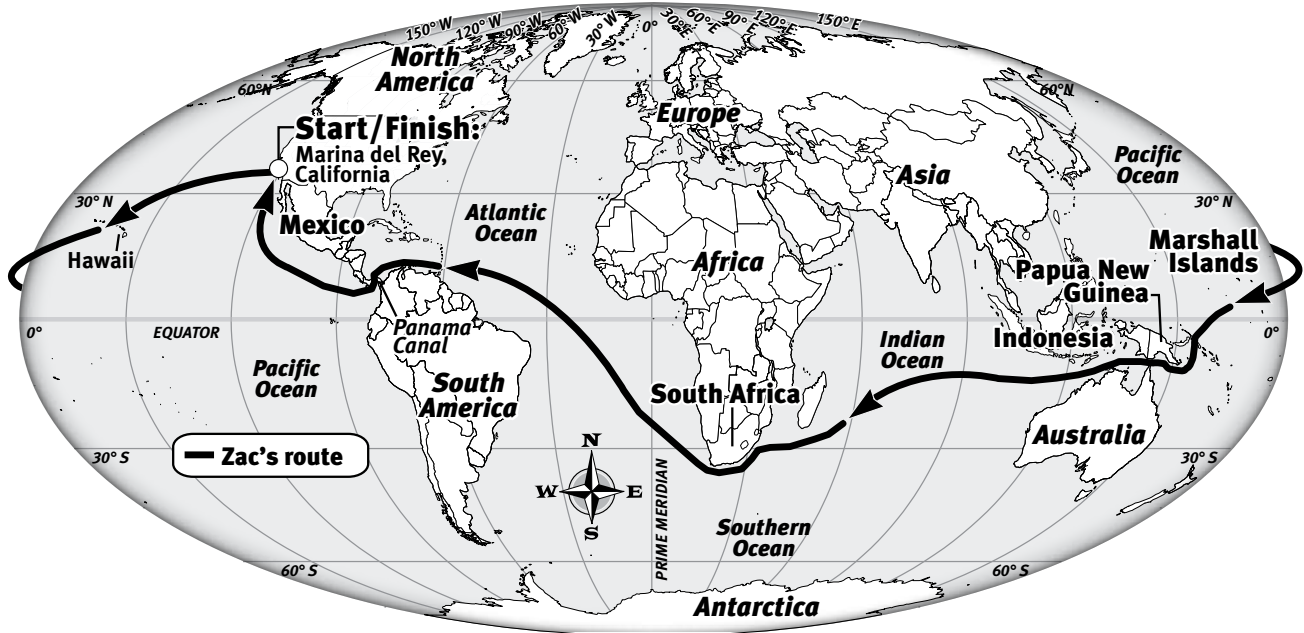 150° W
120° W
90° W
60° W
30° W
0°
30°E
60°E
90° E
120° E
150° E
North
America
60°N
60°N
Europe
Start/Finish:
Marina del Rey,
California
Asia
Pacific
Ocean
30° N
30° N
Mexico
Atlantic
Ocean
Hawaii
Africa
Marshall
Islands
Papua New
Guinea
0°
EQUATOR
Panama
Canal
Indian
Ocean
Indonesia
0°
Pacific
Ocean
South
America
South Africa
Australia
Zac's route
30° S
30° S
N
W
E
S
PRIME MERIDIAN
Southern
Ocean
60° S
60° S
Antarctica